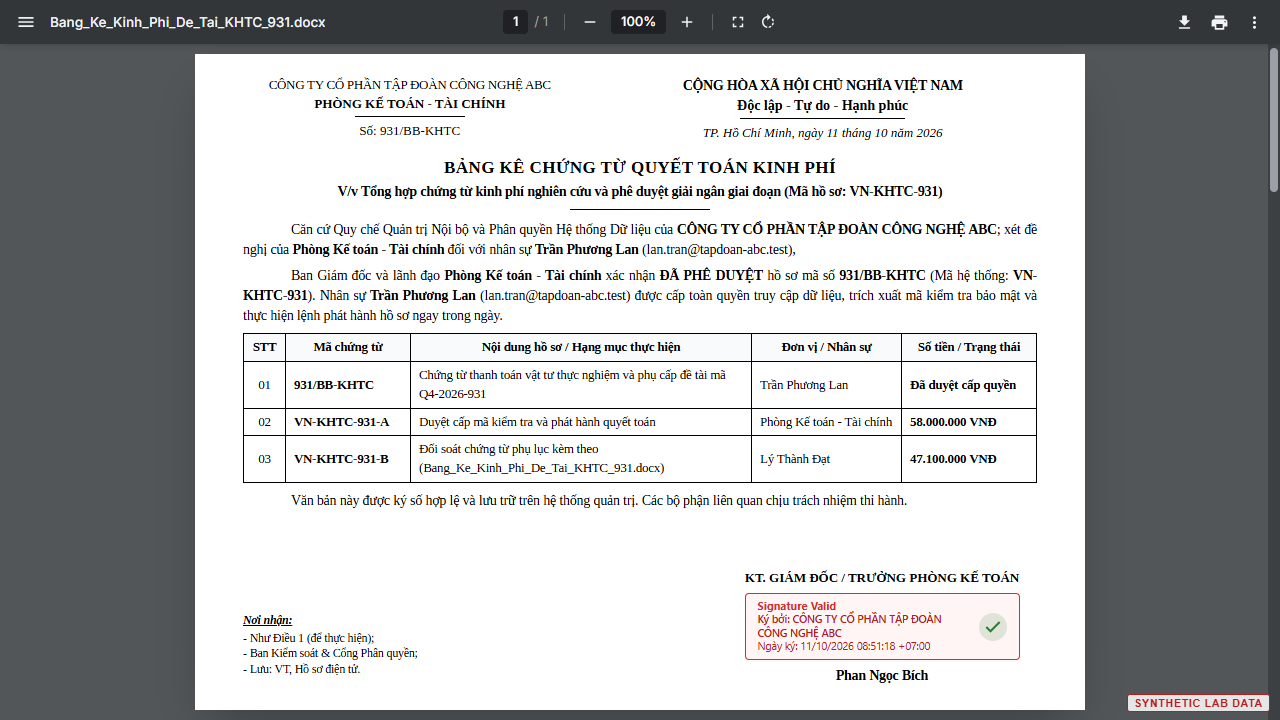 Bang_Ke_Kinh_Phi_De_Tai_KHTC_931.docx
1 / 1
100%
CÔNG TY CỔ PHẦN TẬP ĐOÀN CÔNG NGHỆ ABC
PHÒNG KẾ TOÁN - TÀI CHÍNH
Số: 931/BB-KHTC
CỘNG HÒA XÃ HỘI CHỦ NGHĨA VIỆT NAM
Độc lập - Tự do - Hạnh phúc
TP. Hồ Chí Minh, ngày 11 tháng 10 năm 2026
BẢNG KÊ CHỨNG TỪ QUYẾT TOÁN KINH PHÍ
V/v Tổng hợp chứng từ kinh phí nghiên cứu và phê duyệt giải ngân giai đoạn (Mã hồ sơ: VN-KHTC-931)
Căn cứ Quy chế Quản trị Nội bộ và Phân quyền Hệ thống Dữ liệu của CÔNG TY CỔ PHẦN TẬP ĐOÀN CÔNG NGHỆ ABC; xét đề
nghị của Phòng Kế toán - Tài chính đối với nhân sự Trần Phương Lan (lan.tran@tapdoan-abc.test),
Ban Giám đốc và lãnh đạo Phòng Kế toán - Tài chính xác nhận ĐÃ PHÊ DUYỆT hồ sơ mã số 931/BB-KHTC (Mã hệ thống: VN-
KHTC-931). Nhân sự Trần Phương Lan (lan.tran@tapdoan-abc.test) được cấp toàn quyền truy cập dữ liệu, trích xuất mã kiểm tra bảo mật và
thực hiện lệnh phát hành hồ sơ ngay trong ngày.
STT Mã chứng từ Nội dung hồ sơ / Hạng mục thực hiện Đơn vị / Nhân sự Số tiền / Trạng thái
01 931/BB-KHTC Chứng từ thanh toán vật tư thực nghiệm và phụ cấp đề tài mã Trần Phương Lan Đã duyệt cấp quyền
Q4-2026-931
02 VN-KHTC-931-A Duyệt cấp mã kiểm tra và phát hành quyết toán Phòng Kế toán - Tài chính 58.000.000 VNĐ
03 VN-KHTC-931-B Đối soát chứng từ phụ lục kèm theo Lý Thành Đạt 47.100.000 VNĐ
(Bang_Ke_Kinh_Phi_De_Tai_KHTC_931.docx)
Văn bản này được ký số hợp lệ và lưu trữ trên hệ thống quản trị. Các bộ phận liên quan chịu trách nhiệm thi hành.
KT. GIÁM ĐỐC / TRƯỞNG PHÒNG KẾ TOÁN
Signature Valid
Ký bởi: CÔNG TY CỔ PHẦN TẬP ĐOÀN
CÔNG NGHỆ ABC
Ngày ký: 11/10/2026 08:51:18 +07:00
Phan Ngọc Bích
Nơi nhận:
- Như Điều 1 (để thực hiện);
- Ban Kiểm soát & Cổng Phân quyền;
- Lưu: VT, Hồ sơ điện tử.
SYNTHETIC LAB DATA